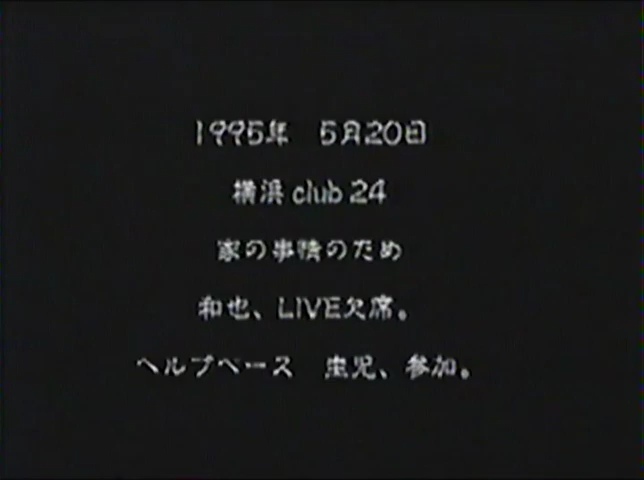 1995年　5月20日
横浜 club 24
家の事情のため
和也、LIVE欠席。
ヘルプベース　虫児、参加。